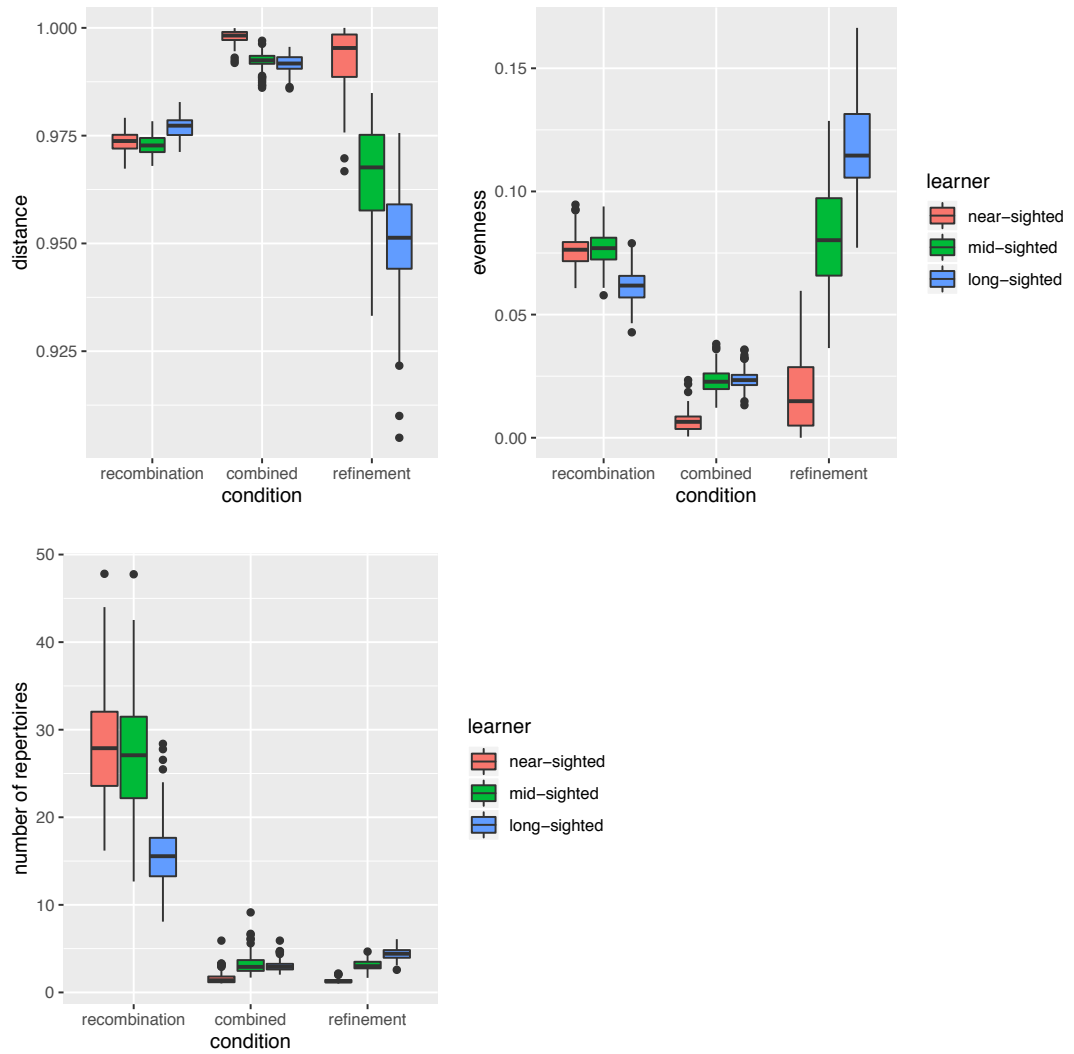 1.000
0.975
0.950
0.925
distance
recombination combined refinement
condition
0.15
0.10
0.05
0.00
evenness
recombination combined refinement
condition
learner
near−sighted
mid−sighted
long−sighted
50
40
30
20
10
0
number of repertoires
recombination combined refinement
condition
learner
near−sighted
mid−sighted
long−sighted